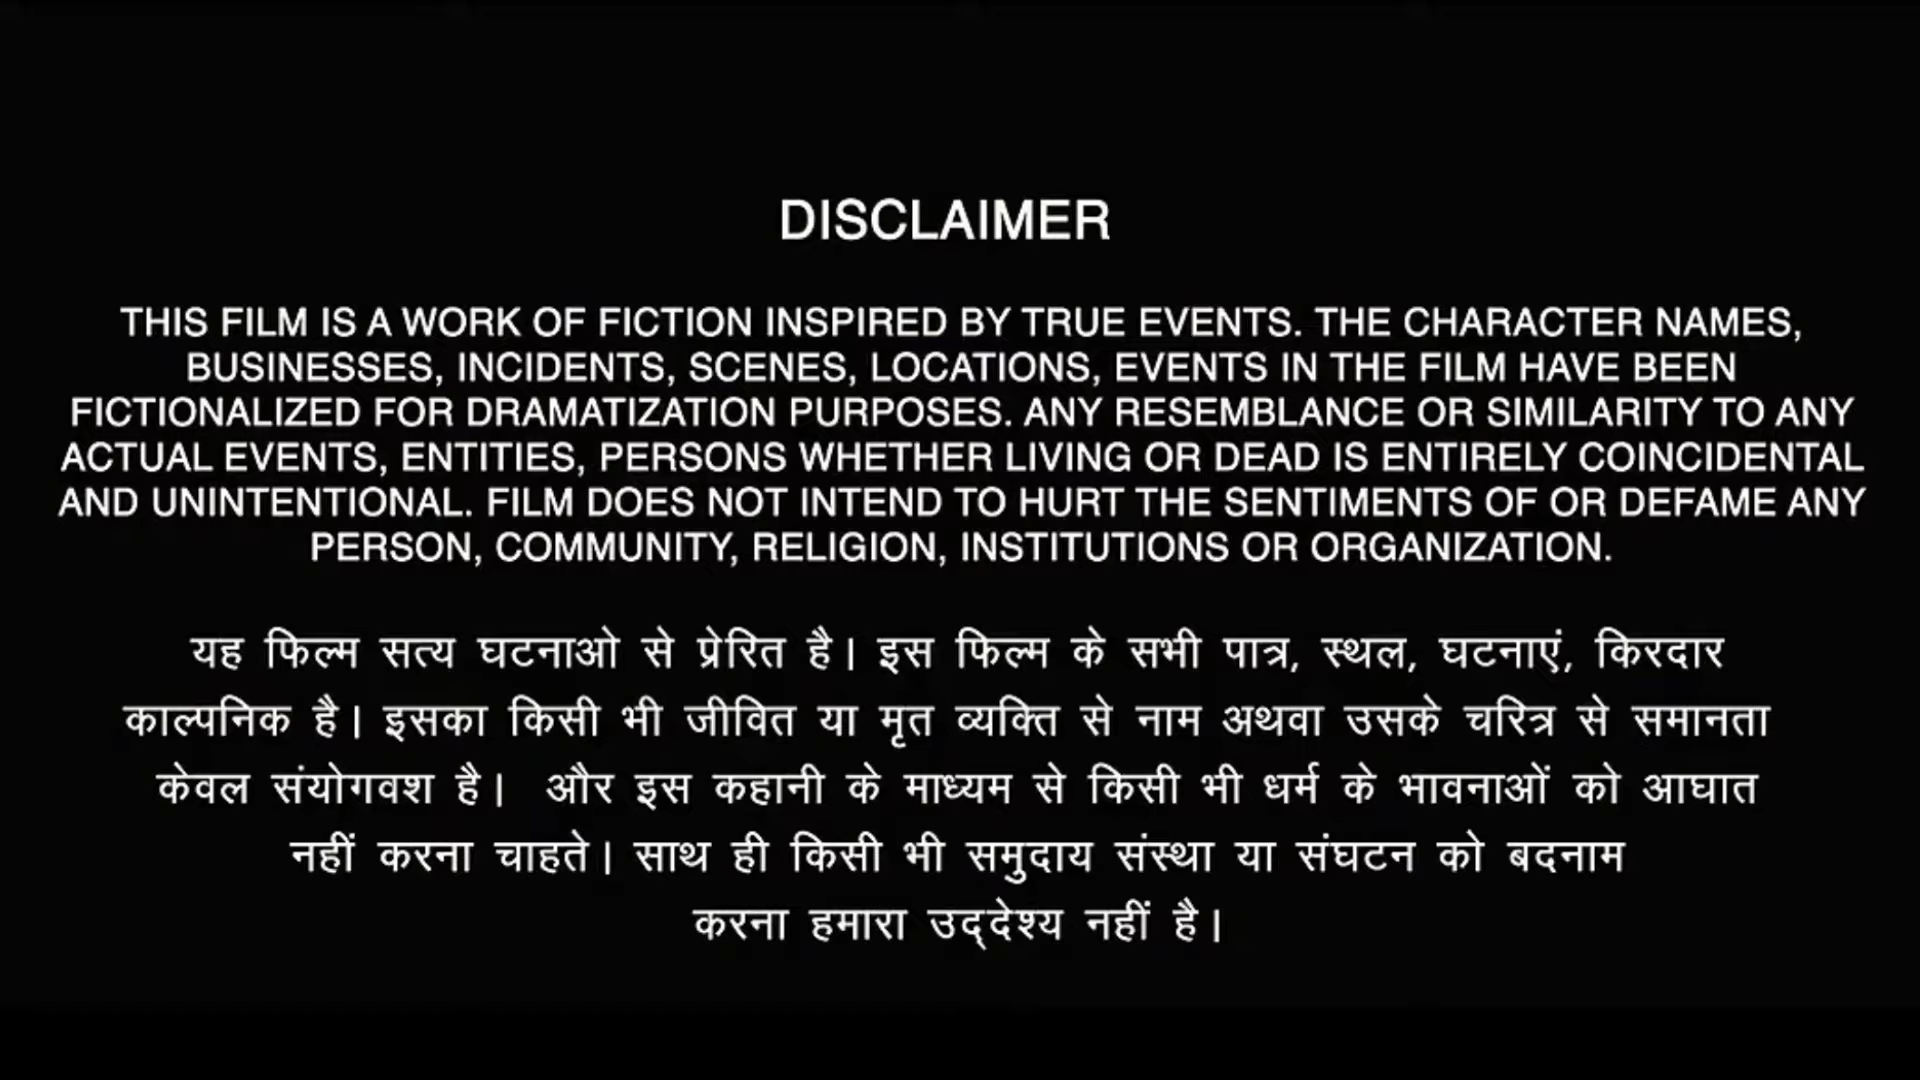 DISCLAIMER
THIS FILM IS A WORK OF FICTION INSPIRED BY TRUE EVENTS. THE CHARACTER NAMES,
BUSINESSES, INCIDENTS, SCENES, LOCATIONS, EVENTS IN THE FILM HAVE BEEN
FICTIONALIZED FOR DRAMATIZATION PURPOSES. ANY RESEMBLANCE OR SIMILARITY TO ANY
ACTUAL EVENTS, ENTITIES, PERSONS WHETHER LIVING OR DEAD IS ENTIRELY COINCIDENTAL
AND UNINTENTIONAL. FILM DOES NOT INTEND TO HURT THE SENTIMENTS OF OR DEFAME ANY
PERSON, COMMUNITY, RELIGION, INSTITUTIONS OR ORGANIZATION.
यह फिल्म सत्य घटनाओ से प्रेरित है। इस फिल्म के सभी पात्र, स्थल, घटनाएं, किरदार
काल्पनिक है। इसका किसी भी जीवित या मृत व्यक्ति से नाम अथवा उसके चरित्र से समानता
केवल संयोगवश है। और इस कहानी के माध्यम से किसी भी धर्म के भावनाओं को आघात
नहीं करना चाहते। साथ ही किसी भी समुदाय संस्था या संघटन को बदनाम
करना हमारा उद्देश्य नहीं है।